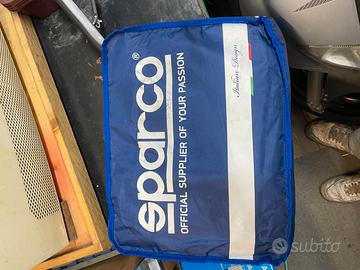 sparco®
OFFICIAL SUPPLIER OF YOUR PASSION
Italian Design
subito